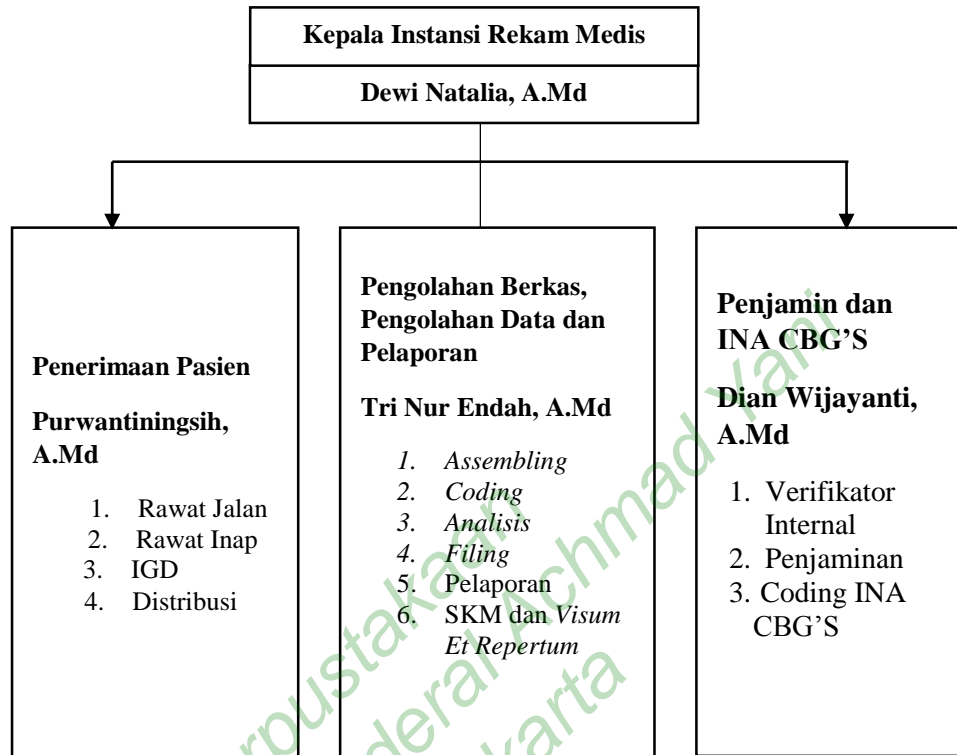 Kepala Instansi Rekam Medis
Dewi Natalia, A.Md
Penerimaan Pasien
Purwantiningsih,
A.Md
1. Rawat Jalan
2. Rawat Inap
3. IGD
4. Distribusi
Pengolahan Berkas,
Pengolahan Data dan
Pelaporan
Tri Nur Endah, A.Md
1. Assembling
2. Coding
3. Analisis
4. Filing
5. Pelaporan
6. SKM dan Visum
Et Repertum
Penjamin dan
INA CBG’S
Dian Wijayanti,
A.Md
1. Verifikator
Internal
2. Penjaminan
3. Coding INA
CBG’S
Achmad Yani